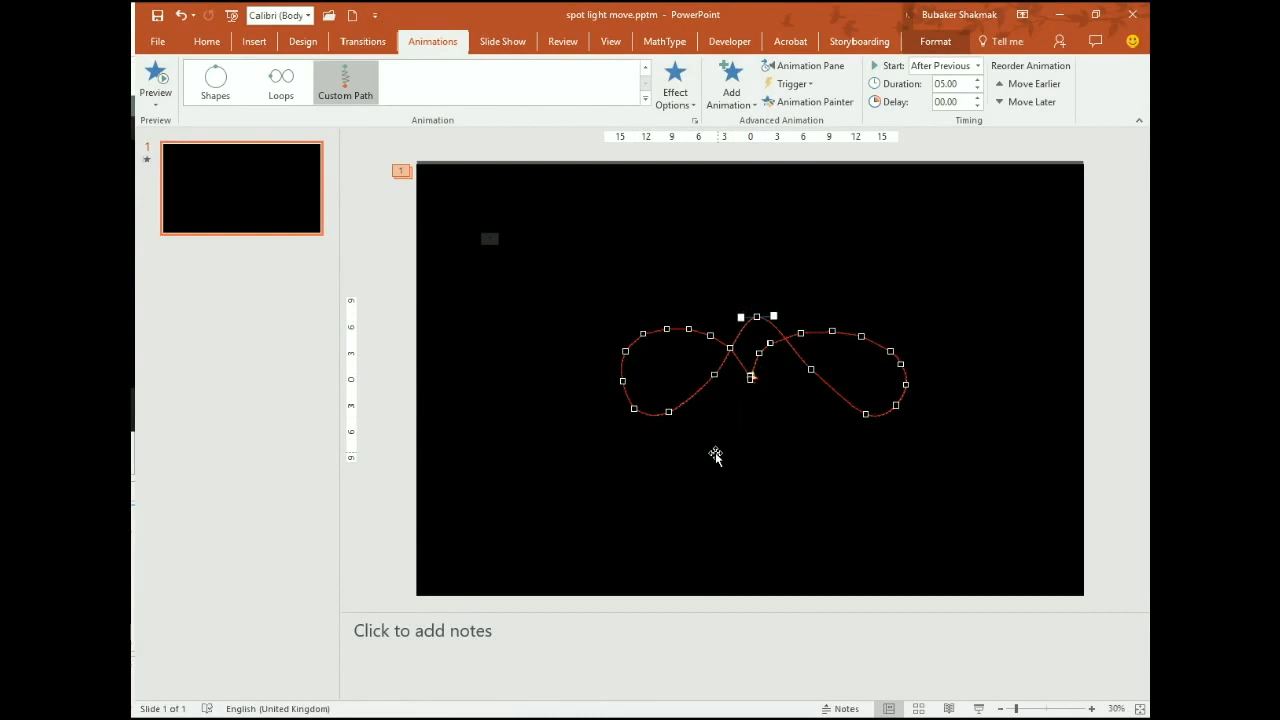 Calibri (Body
spot light move.pptm - PowerPoint
Bubaker Shakmak
File Home Insert Design Transitions Animations Slide Show Review View MathType Developer Acrobat Storyboarding Format Tell me
Preview
Shapes Loops Custom Path
Effect Options
Add Animation
Animation Pane
Trigger
Animation Painter
Start: After Previous
Duration: 05.00
Delay: 00.00
Reorder Animation
Move Earlier
Move Later
Preview Animation Advanced Animation Timing
15 12 9 6 3 0 3 6 9 12 15
1
1
9
6
3
0
3
6
9
Click to add notes
Slide 1 of 1 English (United Kingdom) Notes 30%